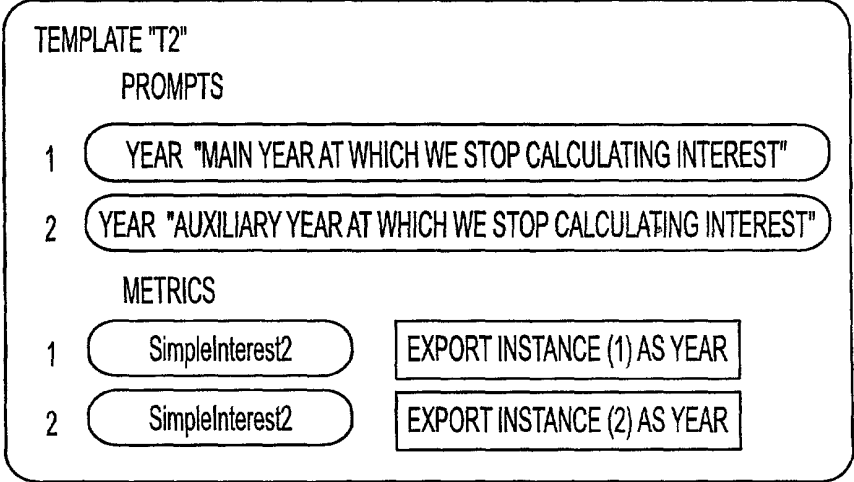 TEMPLATE "T2"
PROMPTS
1 YEAR "MAIN YEAR AT WHICH WE STOP CALCULATING INTEREST"
2 YEAR "AUXILIARY YEAR AT WHICH WE STOP CALCULATING INTEREST"
METRICS
1 SimpleInterest2 EXPORT INSTANCE (1) AS YEAR
2 SimpleInterest2 EXPORT INSTANCE (2) AS YEAR